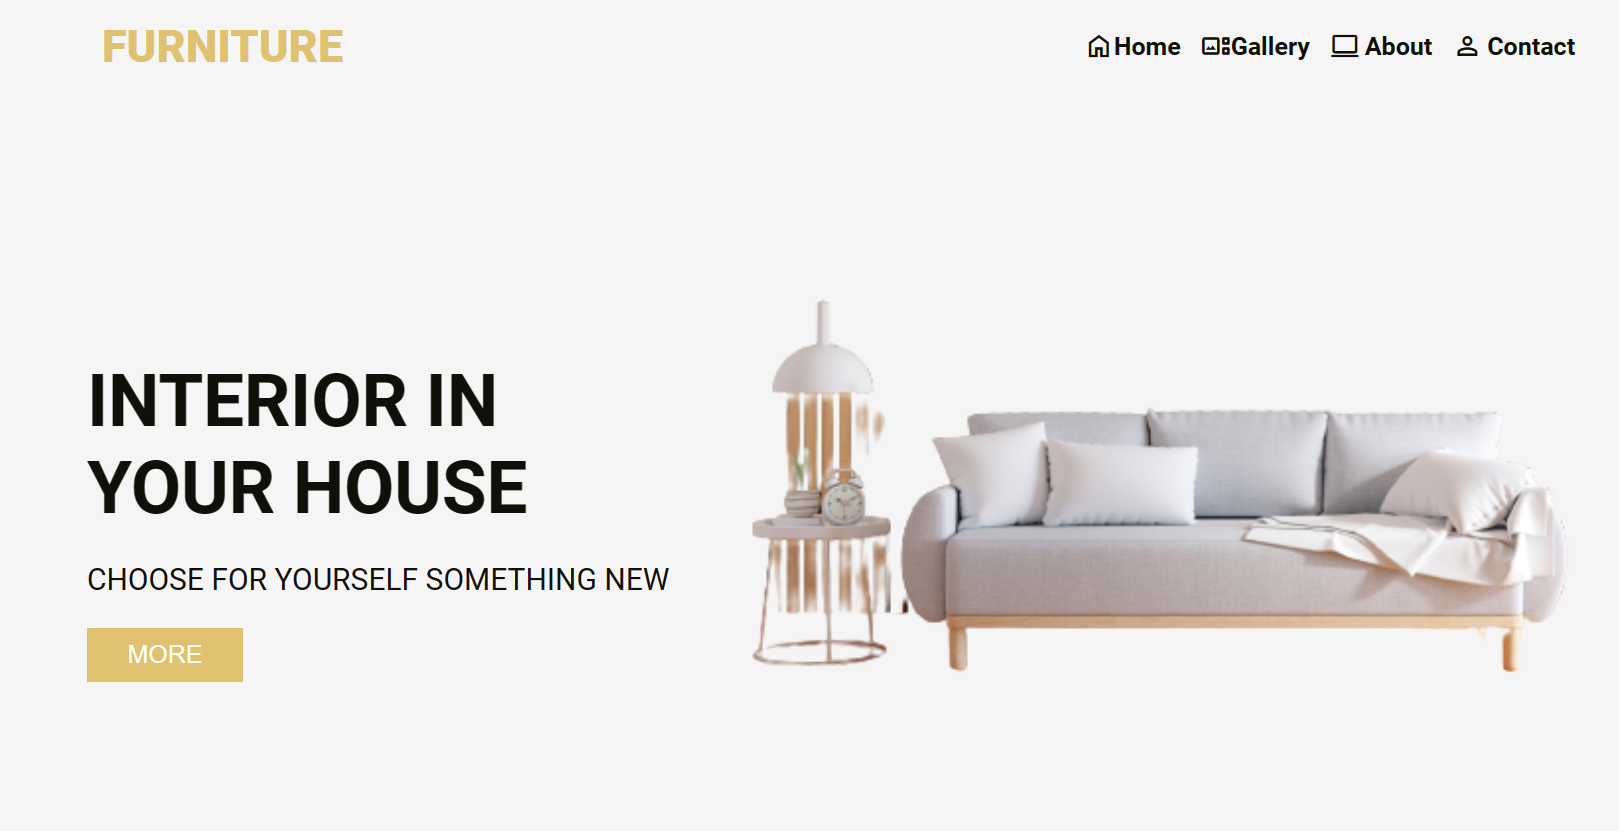 FURNITURE
Home Gallery About Contact
INTERIOR IN
YOUR HOUSE
CHOOSE FOR YOURSELF SOMETHING NEW
MORE